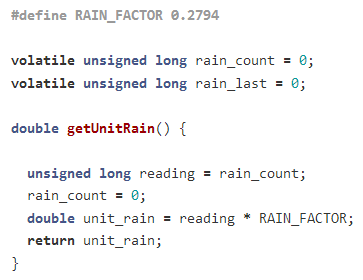 #define RAIN_FACTOR 0.2794
volatile unsigned long rain_count = 0;
volatile unsigned long rain_last = 0;
double getUnitRain() {
unsigned long reading = rain_count;
rain_count = 0;
double unit_rain = reading * RAIN_FACTOR;
return unit_rain;
}